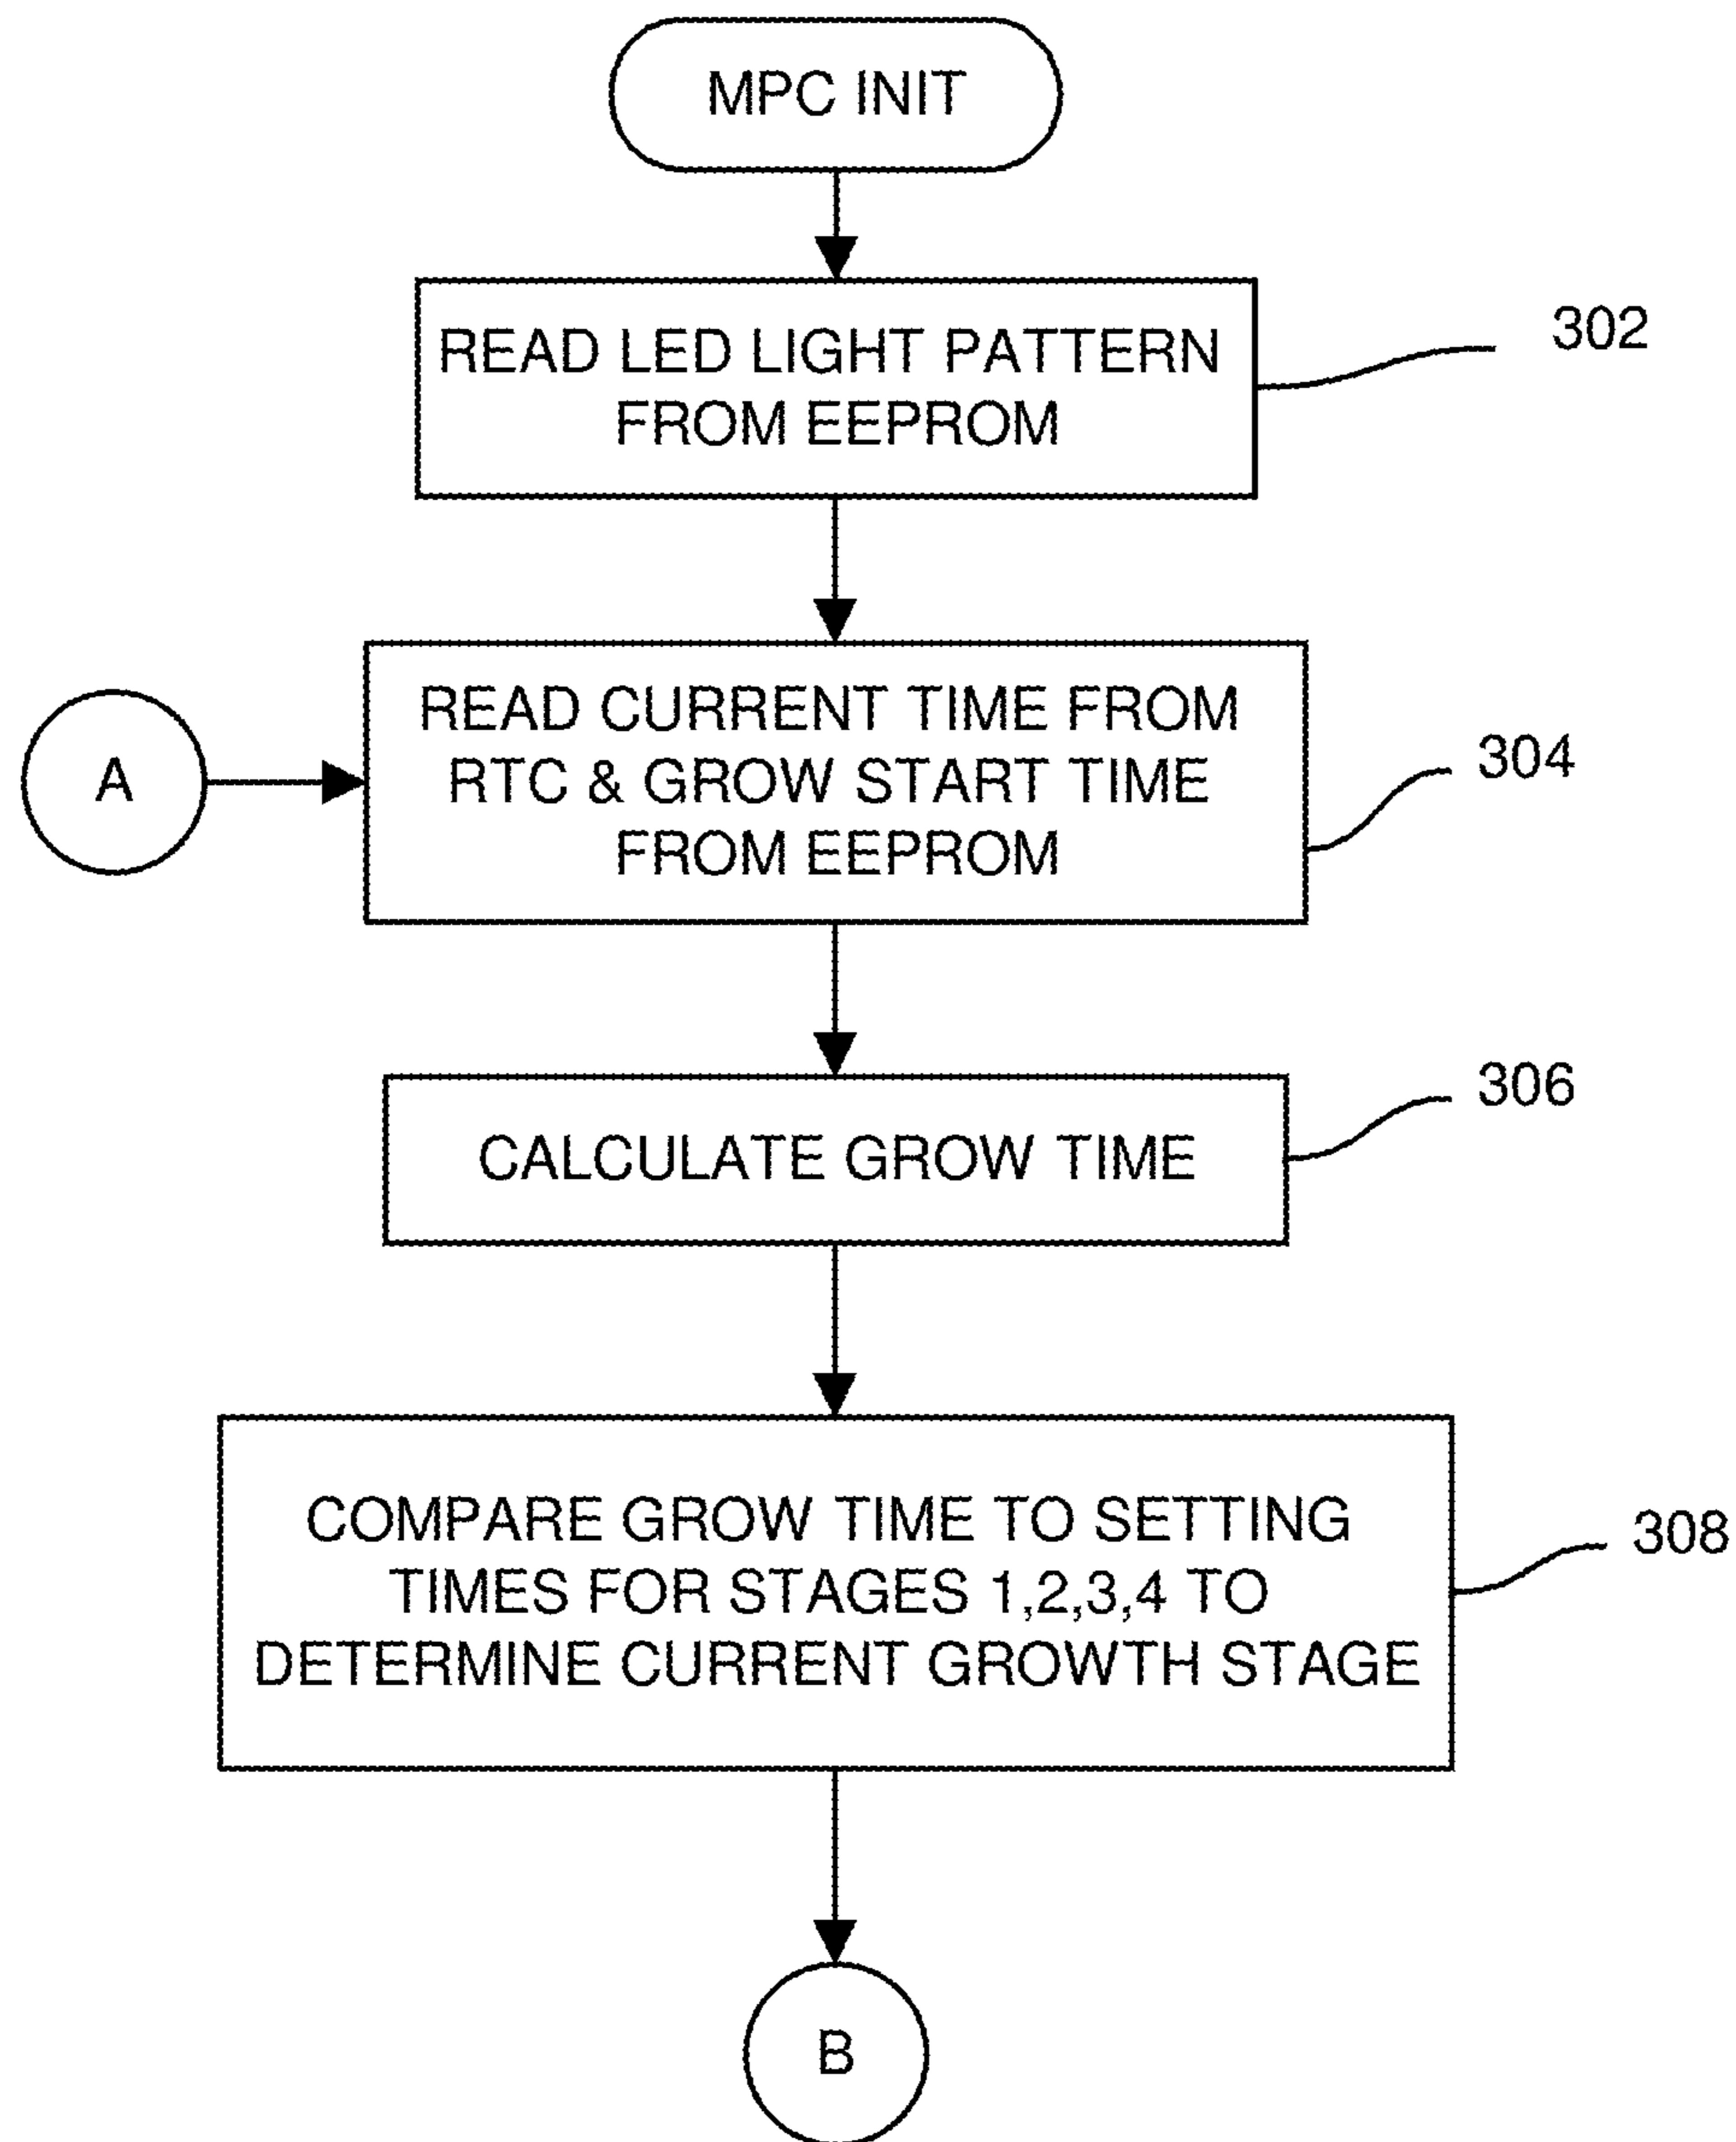 MPC INIT
READ LED LIGHT PATTERN
FROM EEPROM
302
READ CURRENT TIME FROM
RTC & GROW START TIME
FROM EEPROM
304
A
CALCULATE GROW TIME
306
COMPARE GROW TIME TO SETTING
TIMES FOR STAGES 1,2,3,4 TO
DETERMINE CURRENT GROWTH STAGE
308
B